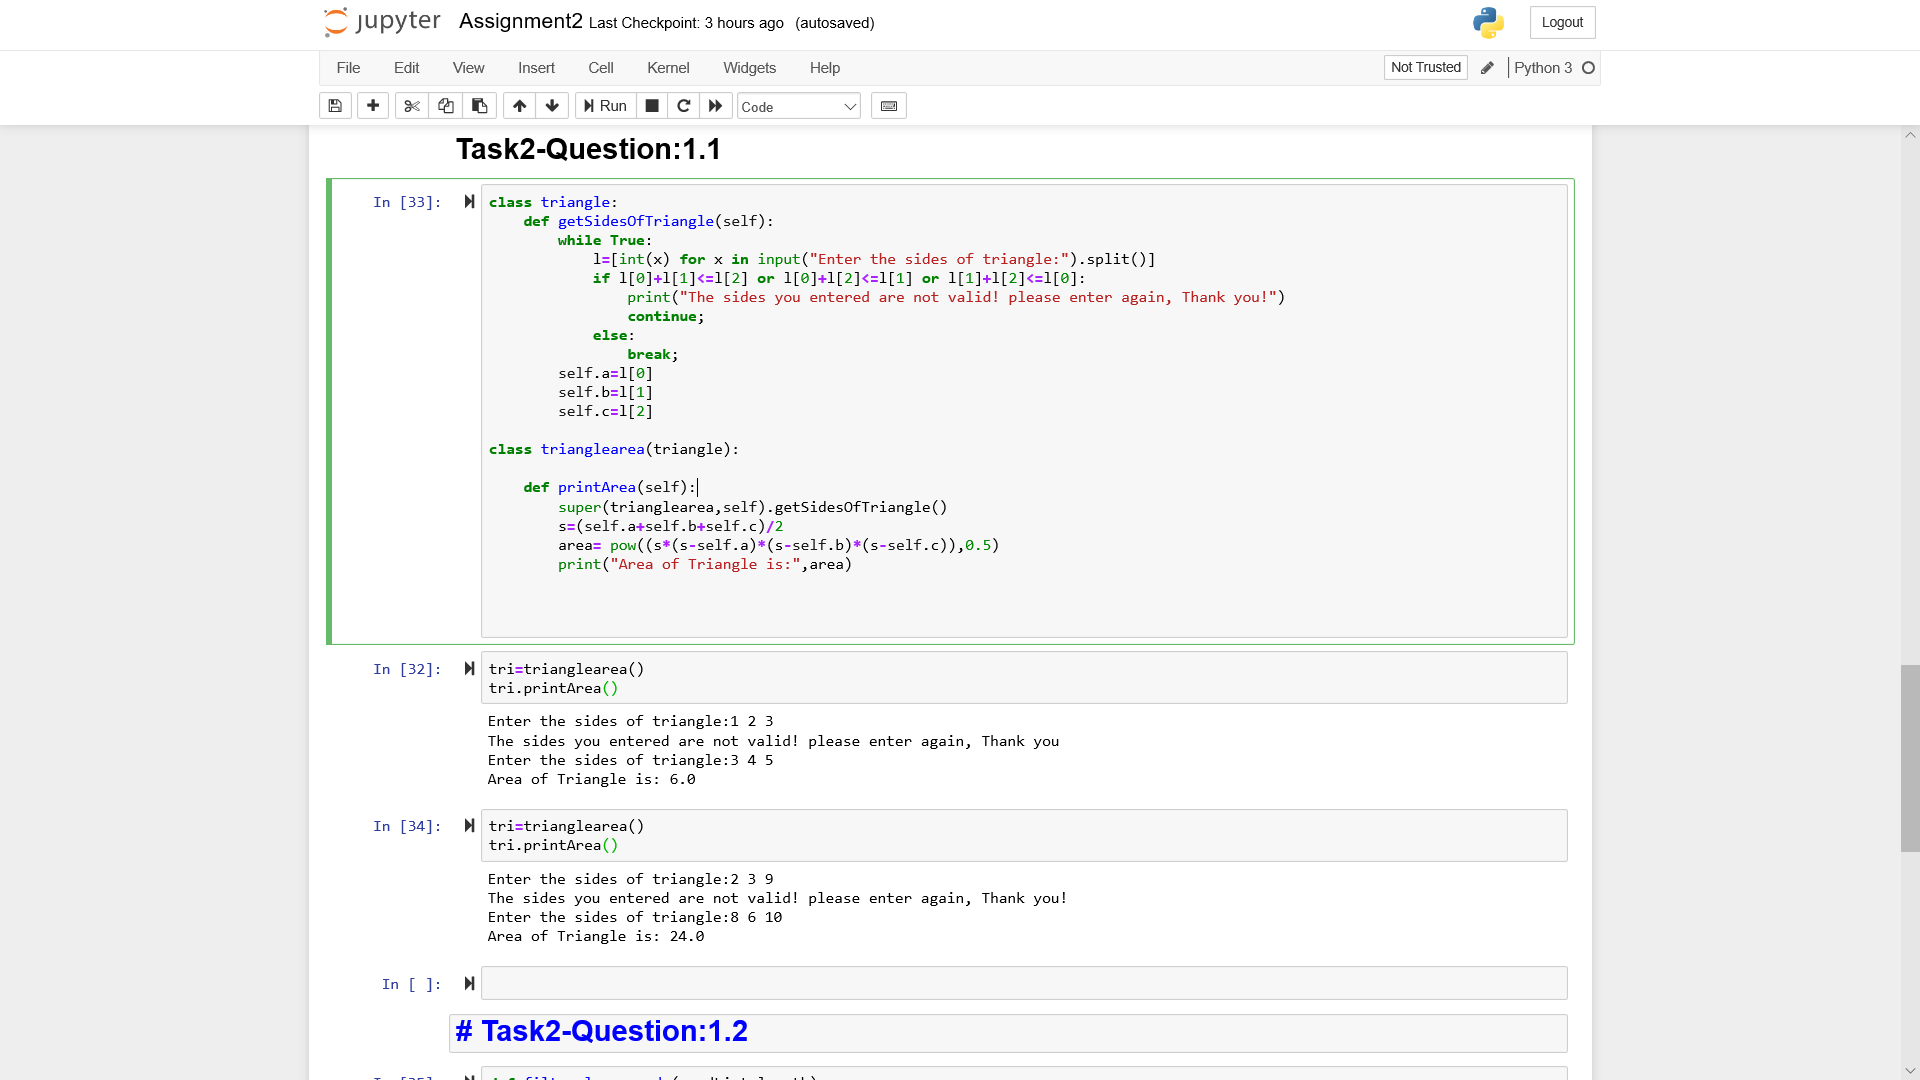 jupyter Assignment2 Last Checkpoint: 3 hours ago (autosaved) Logout
File Edit View Insert Cell Kernel Widgets Help Not Trusted Python 3
Run Code
Task2-Question:1.1
In [33]: class triangle:
    def getSidesOfTriangle(self):
        while True:
            l=[int(x) for x in input("Enter the sides of triangle:").split()]
            if l[0]+l[1]<=l[2] or l[0]+l[2]<=l[1] or l[1]+l[2]<=l[0]:
                print("The sides you entered are not valid! please enter again, Thank you!")
                continue;
            else:
                break;
        self.a=l[0]
        self.b=l[1]
        self.c=l[2]
class trianglearea(triangle):
    def printArea(self):
        super(trianglearea,self).getSidesOfTriangle()
        s=(self.a+self.b+self.c)/2
        area= pow((s*(s-self.a)*(s-self.b)*(s-self.c)),0.5)
        print("Area of Triangle is:",area)
In [32]: tri=trianglearea()
tri.printArea()
Enter the sides of triangle:1 2 3
The sides you entered are not valid! please enter again, Thank you
Enter the sides of triangle:3 4 5
Area of Triangle is: 6.0
In [34]: tri=trianglearea()
tri.printArea()
Enter the sides of triangle:2 3 9
The sides you entered are not valid! please enter again, Thank you!
Enter the sides of triangle:8 6 10
Area of Triangle is: 24.0
In [ ]:
# Task2-Question:1.2